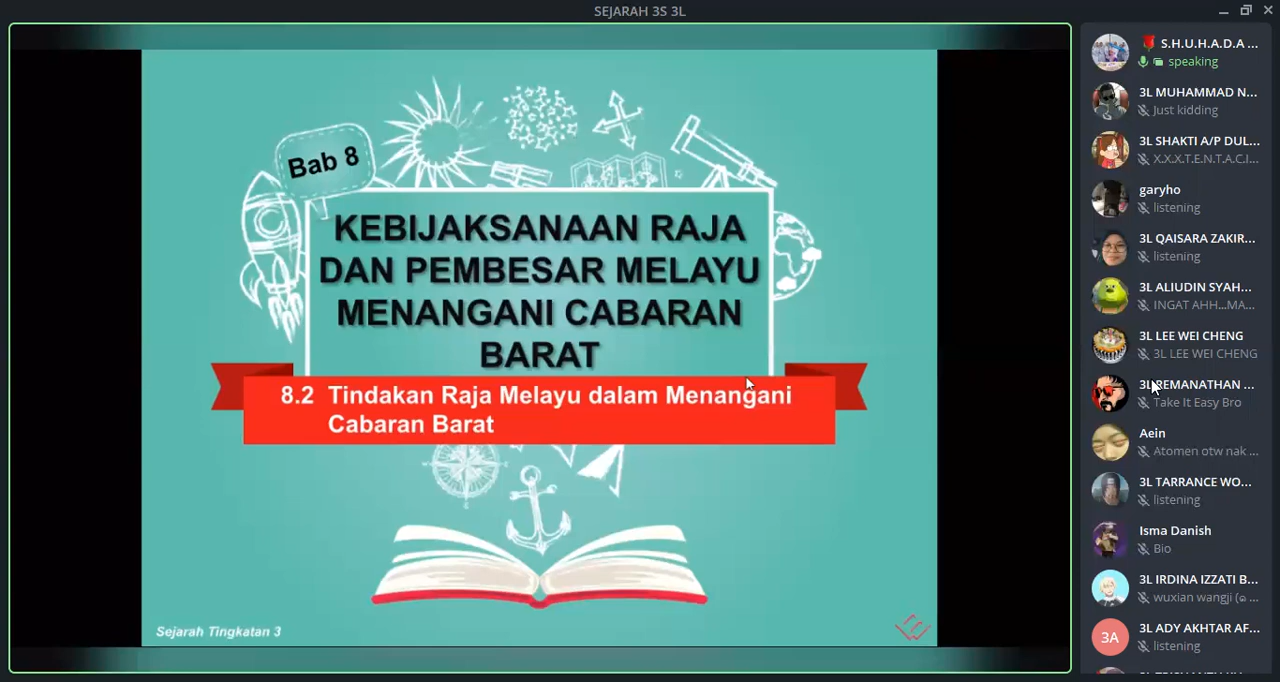 SEJARAH 3S 3L
Bab 8
KEBIJAKSANAAN RAJA
DAN PEMBESAR MELAYU
MENANGANI CABARAN
BARAT
8.2 Tindakan Raja Melayu dalam Menangani
Cabaran Barat
Sejarah Tingkatan 3
S.H.U.H.A.D.A ...
speaking
3L MUHAMMAD N...
Just kidding
3L SHAKTI A/P DUL...
X.X.X.T.E.N.T.A.C.I...
garyho
listening
3L QAISARA ZAKIR...
listening
3L ALIUDIN SYAH...
INGAT AHH...MA...
3L LEE WEI CHENG
3L LEE WEI CHENG
3L REMANATHAN ...
Take It Easy Bro
Aein
Atomen otw nak ...
3L TARRANCE WO...
listening
Isma Danish
Bio
3L IRDINA IZZATI B...
wuxian wangji (๑ ...
3A
3L ADY AKHTAR AF...
listening